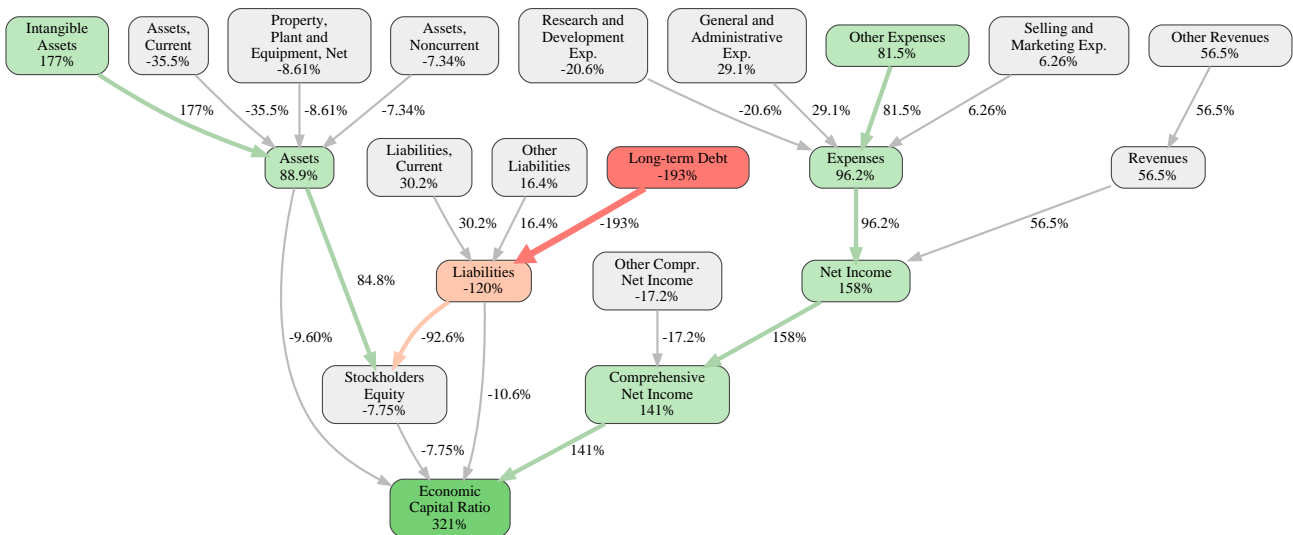 Intangible
Assets
177%
Assets,
Current
-35.5%
Property,
Plant and
Equipment, Net
-8.61%
Assets,
Noncurrent
-7.34%
Research and
Development
Exp.
-20.6%
General and
Administrative
Exp.
29.1%
Other Expenses
81.5%
Selling and
Marketing Exp.
6.26%
Other Revenues
56.5%
177%
-35.5%
-8.61%
-7.34%
-20.6%
29.1%
81.5%
6.26%
56.5%
Assets
88.9%
Liabilities,
Current
30.2%
Other
Liabilities
16.4%
Long-term Debt
-193%
Expenses
96.2%
Revenues
56.5%
30.2%
16.4%
-193%
96.2%
56.5%
84.8%
Liabilities
-120%
Other Compr.
Net Income
-17.2%
Net Income
158%
-9.60%
-92.6%
-17.2%
158%
Stockholders
Equity
-7.75%
-10.6%
Comprehensive
Net Income
141%
-7.75%
141%
Economic
Capital Ratio
321%